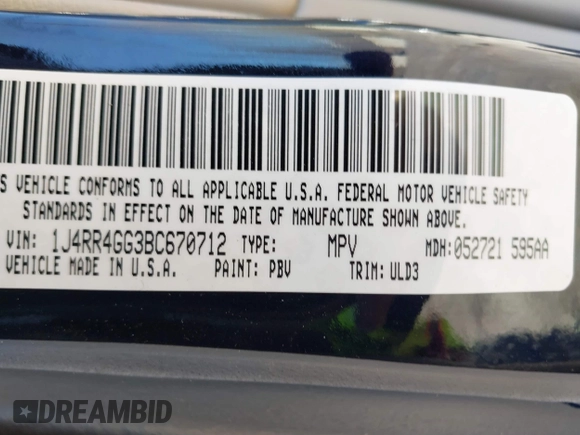 S VEHICLE CONFORMS TO ALL APPLICABLE U.S.A. FEDERAL MOTOR VEHICLE SAFETY
STANDARDS IN EFFECT ON THE DATE OF MANUFACTURE SHOWN ABOVE.
VIN: 1J4RR4GG3BC670712 TYPE: MPV MDH: 052721 595AA
VEHICLE MADE IN U.S.A. PAINT: PBV TRIM: ULD3
DREAMBID